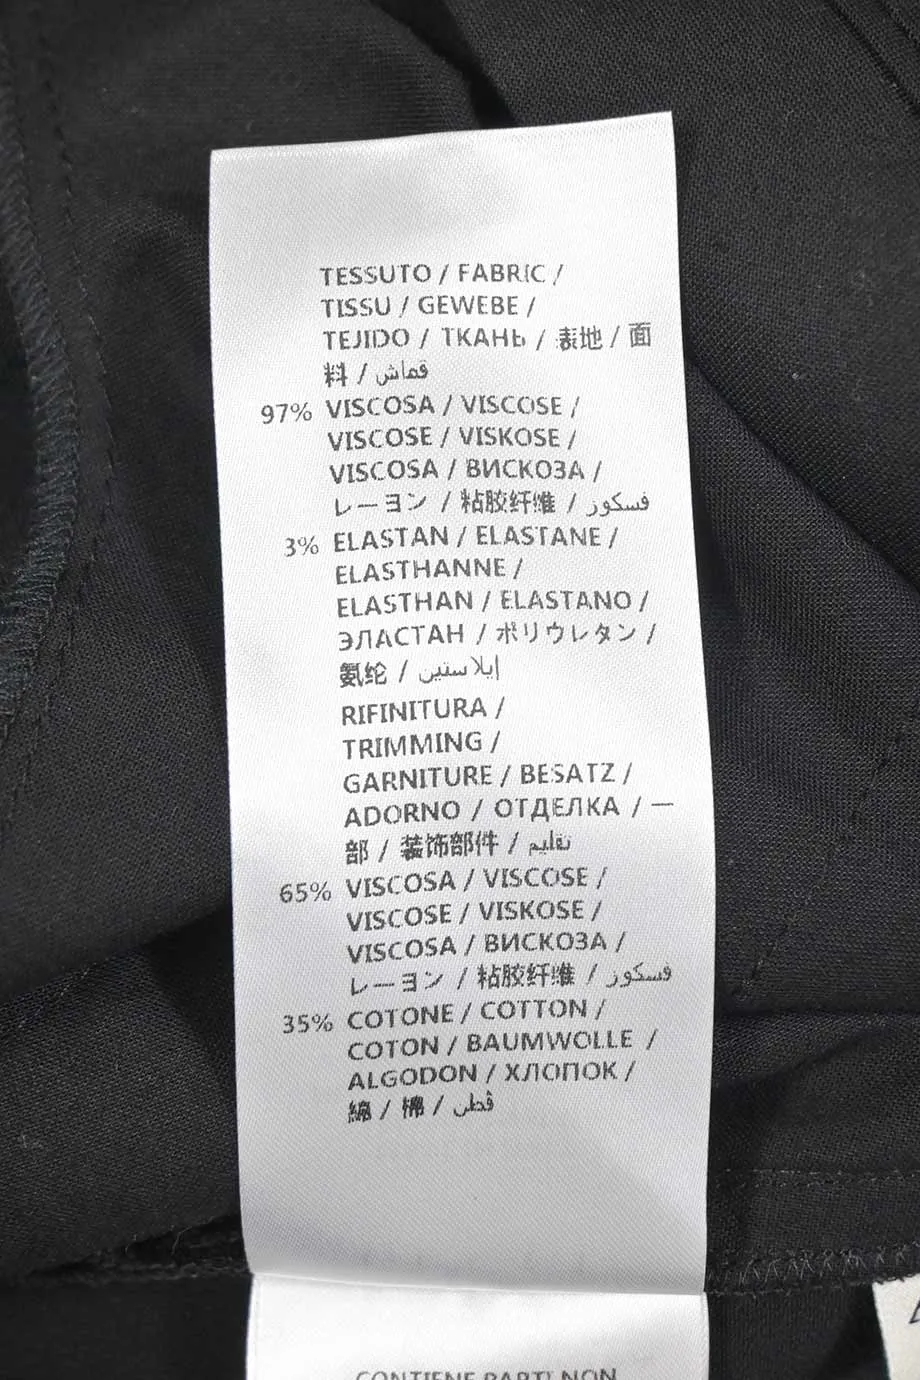 TESSUTO / FABRIC /
TISSU / GEWEBE /
TEJIDO / ТКАНЬ / 表地 / 面
料 / قماش
97% VISCOSA / VISCOSE /
VISCOSE / VISKOSE /
VISCOSA / ВИСКОЗА /
レーヨン / 粘胶纤维 / فسكوز
3% ELASTAN / ELASTANE /
ELASTHANNE /
ELASTHAN / ELASTANO /
ЭЛАСТАН / ポリウレタン /
氨纶 / إيلاستين
RIFINITURA /
TRIMMING /
GARNITURE / BESATZ /
ADORNO / ОТДЕЛКА / 一
部 / 装饰部件 / تقليم
65% VISCOSA / VISCOSE /
VISCOSE / VISKOSE /
VISCOSA / ВИСКОЗА /
レーヨン / 粘胶纤维 / فسكوز
35% COTONE / COTTON /
COTON / BAUMWOLLE /
ALGODON / ХЛОПОК /
綿 / 棉 / قطن
CONTIENE PARTI NON